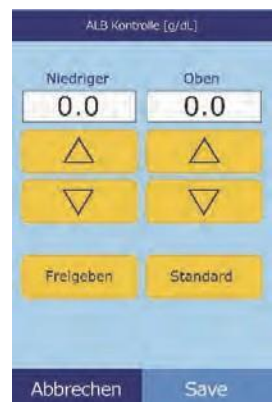 ALB Kontrolle [g/dL]
Niedriger Oben
0.0 0.0
Freigeben Standard
Abbrechen Save